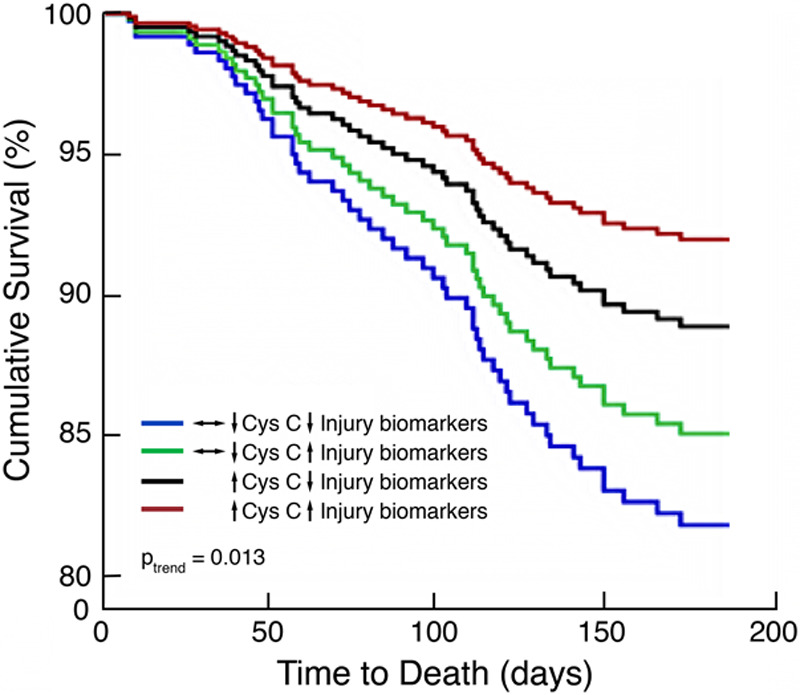 100
95
90
85
80
0
Cumulative Survival (%)
↔ ↓ Cys C ↓ Injury biomarkers
↔ ↓ Cys C ↑ Injury biomarkers
↑ Cys C ↓ Injury biomarkers
↑ Cys C ↑ Injury biomarkers
ptrend = 0.013
0 50 100 150 200
Time to Death (days)